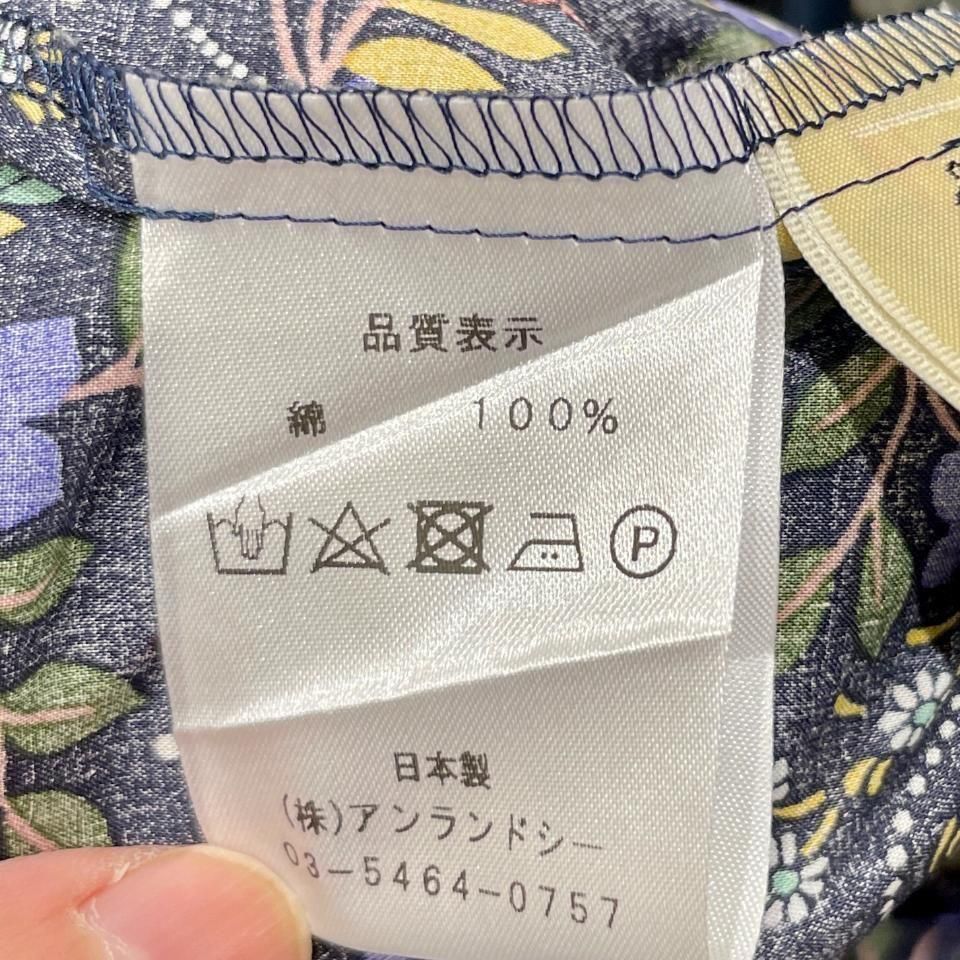 品質表示
綿 100%
P
日本製
(株)アンランドシー
03-5464-0757